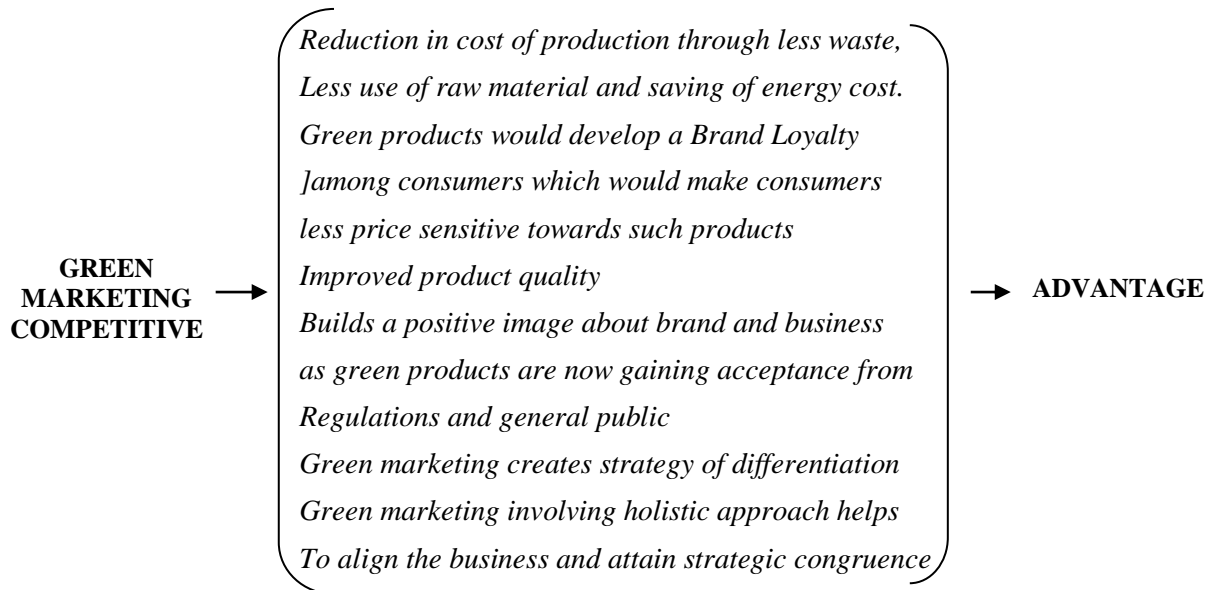 GREEN
MARKETING
COMPETITIVE
Reduction in cost of production through less waste,
Less use of raw material and saving of energy cost.
Green products would develop a Brand Loyalty
]among consumers which would make consumers
less price sensitive towards such products
Improved product quality
Builds a positive image about brand and business
as green products are now gaining acceptance from
Regulations and general public
Green marketing creates strategy of differentiation
Green marketing involving holistic approach helps
To align the business and attain strategic congruence
ADVANTAGE